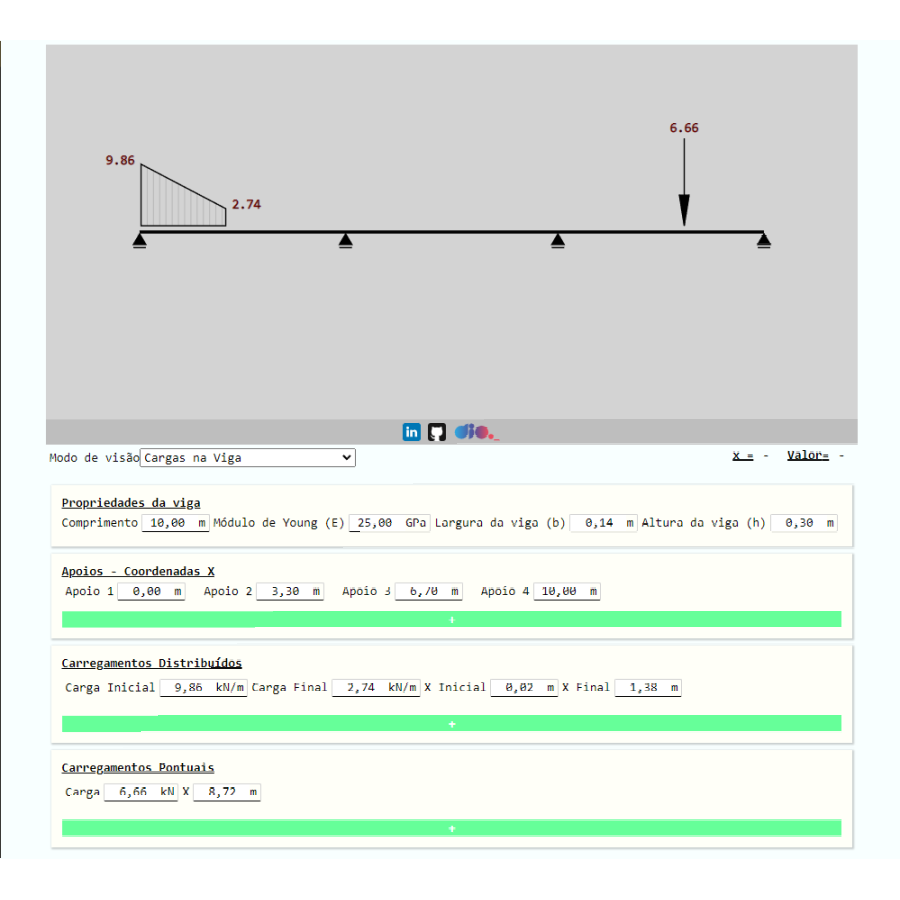 6.66
9.86
2.74
in dio._
Modo de visão Cargas na Viga x = - Valor= -
Propriedades da viga
Comprimento 10,00 m Módulo de Young (E) 25,00 GPa Largura da viga (b) 0,14 m Altura da viga (h) 0,30 m
Apoios - Coordenadas X
Apoio 1 0,00 m Apoio 2 3,30 m Apoio 3 6,70 m Apoio 4 10,00 m
+
Carregamentos Distribuídos
Carga Inicial 9,86 kN/m Carga Final 2,74 kN/m X Inicial 0,02 m X Final 1,38 m
+
Carregamentos Pontuais
Carga 6,66 kN X 8,72 m
+